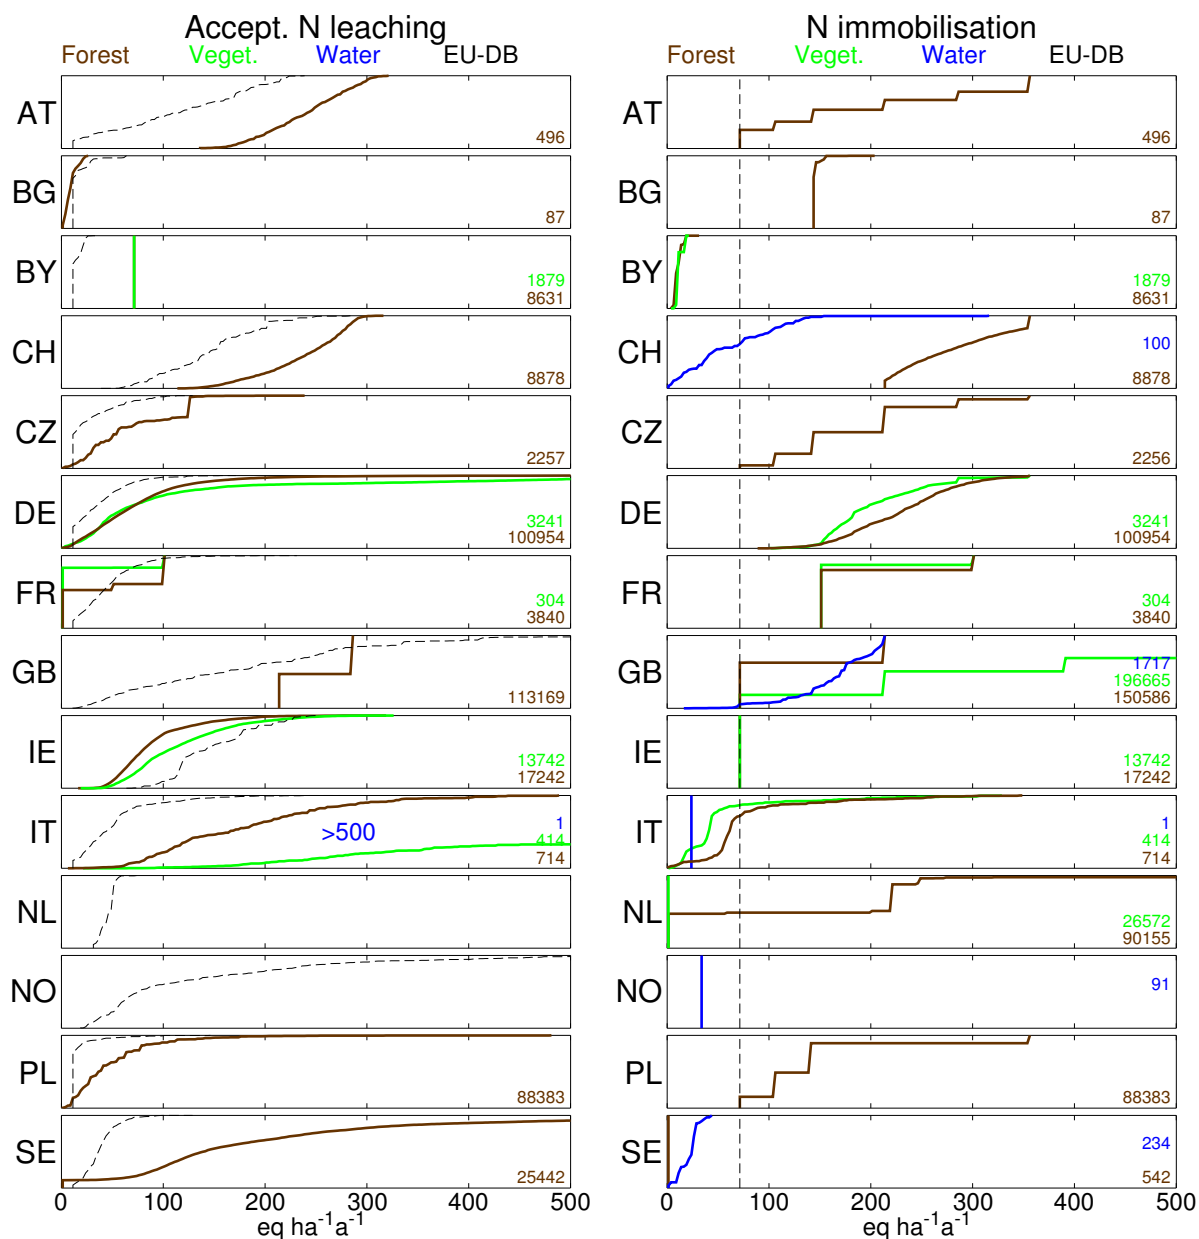 Accept. N leaching
Forest Veget. Water EU-DB
AT
496
BG
87
BY
1879
8631
CH
8878
CZ
2257
DE
3241
100954
FR
304
3840
GB
113169
IE
13742
17242
IT
>500
1
414
714
NL
NO
PL
88383
SE
25442
0 100 200 300 400 500
eq ha-1a-1
N immobilisation
Forest Veget. Water EU-DB
AT
496
BG
87
BY
1879
8631
CH
100
8878
CZ
2256
DE
3241
100954
FR
304
3840
GB
1717
196665
150586
IE
13742
17242
IT
1
414
714
NL
26572
90155
NO
91
PL
88383
SE
234
542
0 100 200 300 400 500
eq ha-1a-1